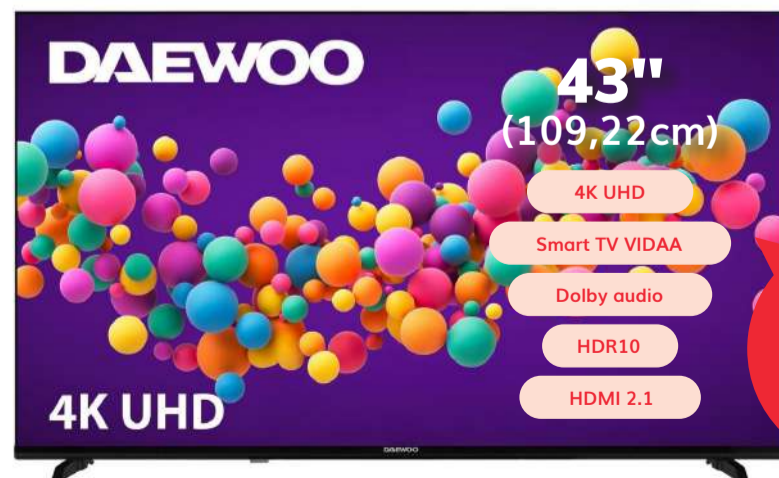 DAEWOO
43"
(109,22cm)
4K UHD
Smart TV VIDAA
Dolby audio
HDR10
HDMI 2.1
4K UHD
DAEWOO